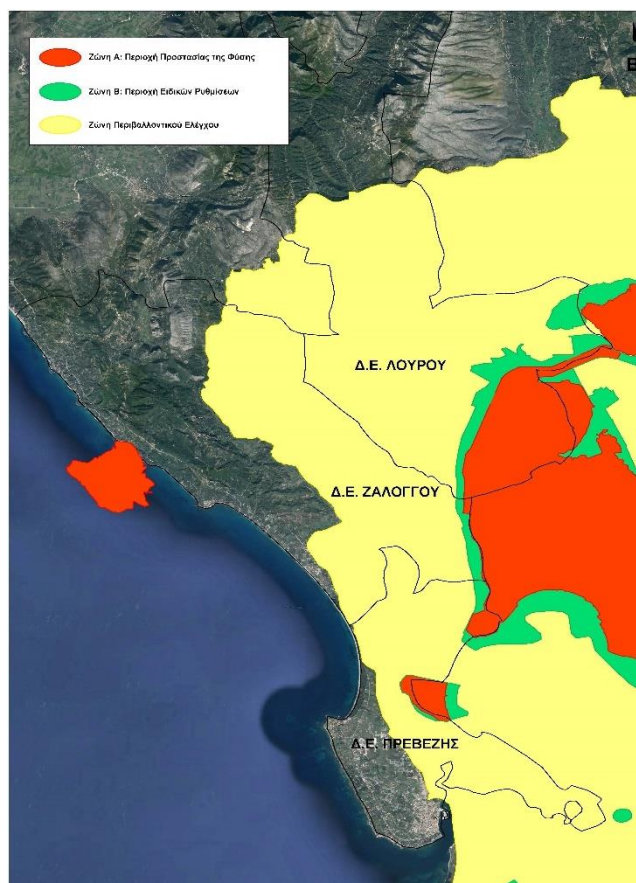 Ζώνη Α: Περιοχή Προστασίας της Φύσης
Ζώνη Β: Περιοχή Ειδικών Ρυθμίσεων
Ζώνη Περιβαλλοντικού Ελέγχου
Δ.Ε. ΛΟΥΡΟΥ
Δ.Ε. ΖΑΛΟΓΓΟΥ
Δ.Ε. ΠΡΕΒΕΖΗΣ